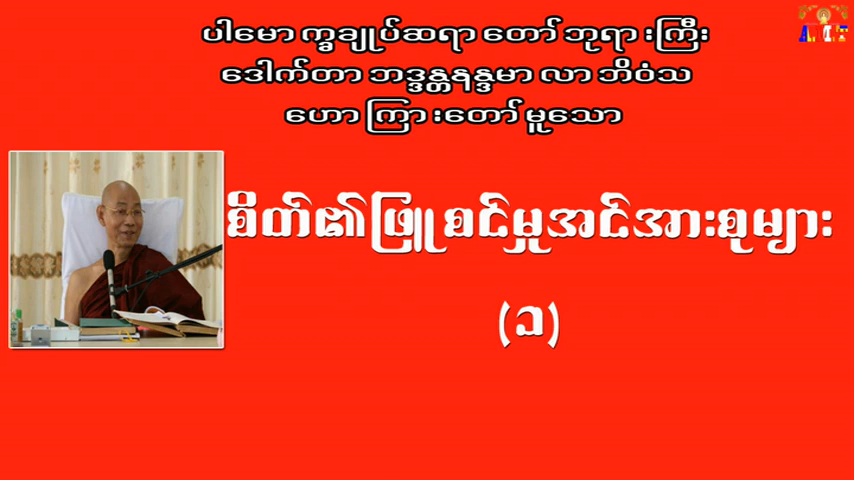 ပါမောက္ခချုပ်ဆရာတော်ဘုရားကြီး
ဒေါက်တာ ဘဒ္ဒန္တနန္ဒမာလာဘိဝံသ
ဟောကြားတော်မူသော
စိတ်၏ဖြူစင်မှုအင်အားစုများ
(၁)